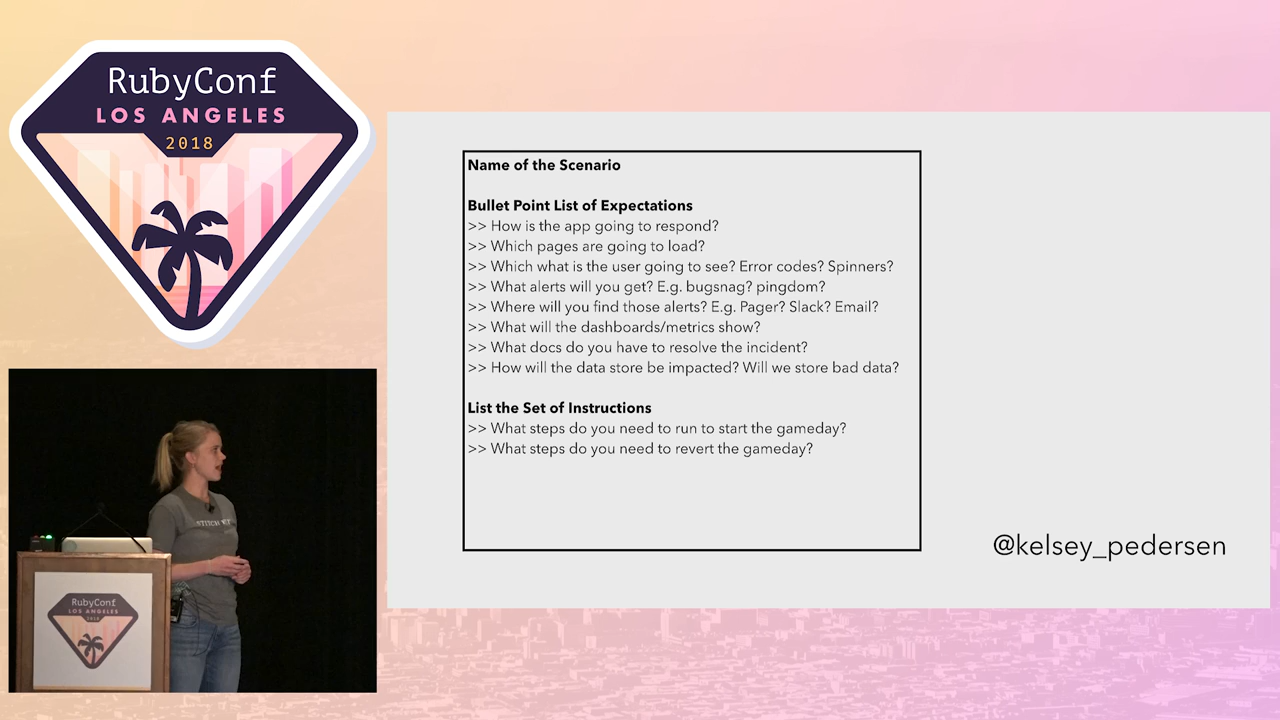 RubyConf
LOS ANGELES
2018
Name of the Scenario
Bullet Point List of Expectations
>> How is the app going to respond?
>> Which pages are going to load?
>> Which what is the user going to see? Error codes? Spinners?
>> What alerts will you get? E.g. bugsnag? pingdom?
>> Where will you find those alerts? E.g. Pager? Slack? Email?
>> What will the dashboards/metrics show?
>> What docs do you have to resolve the incident?
>> How will the data store be impacted? Will we store bad data?
List the Set of Instructions
>> What steps do you need to run to start the gameday?
>> What steps do you need to revert the gameday?
@kelsey_pedersen
RubyConf
LOS ANGELES
2018